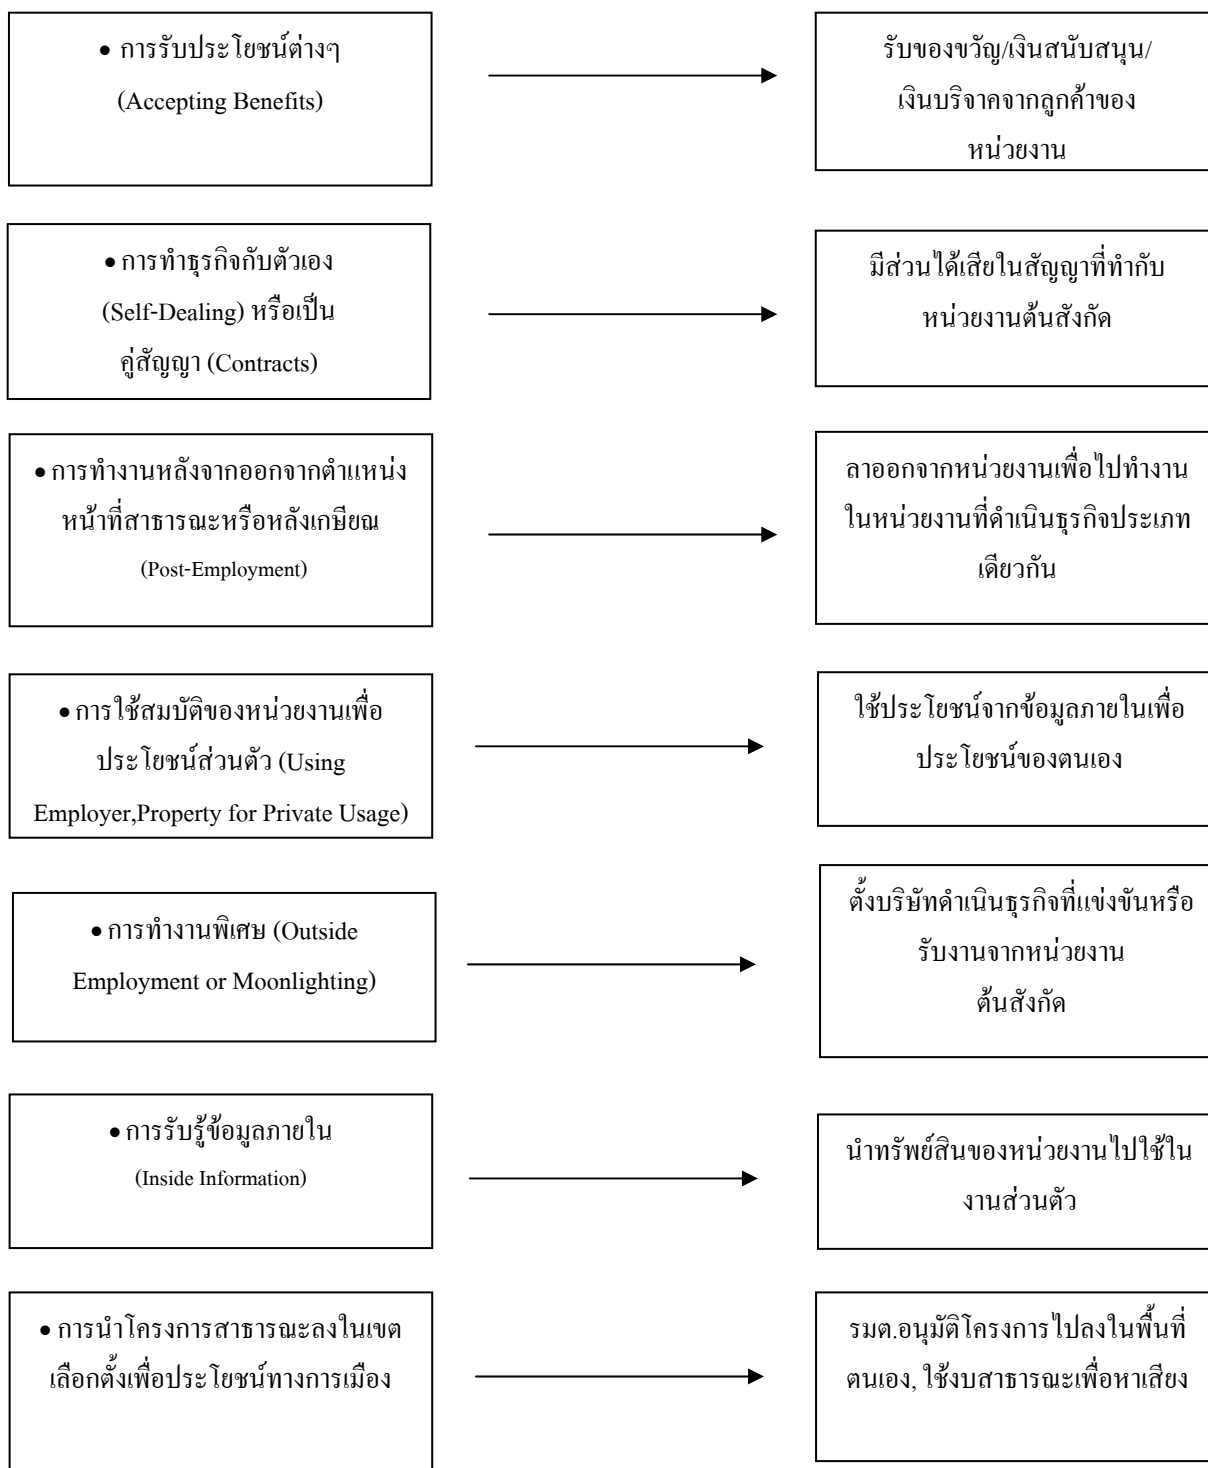 • การรับประโยชน์ต่างๆ
(Accepting Benefits)
รับของขวัญ/เงินสนับสนุน/
เงินบริจาคจากลูกค้าของ
หน่วยงาน
• การทำธุรกิจกับตัวเอง
(Self-Dealing) หรือเป็น
คู่สัญญา (Contracts)
มีส่วนได้เสียในสัญญาที่ทำกับ
หน่วยงานต้นสังกัด
• การทำงานหลังจากออกจากตำแหน่ง
หน้าที่สาธารณะหรือหลังเกษียณ
(Post-Employment)
ลาออกจากหน่วยงานเพื่อไปทำงาน
ในหน่วยงานที่ดำเนินธุรกิจประเภท
เดียวกัน
• การใช้สมบัติของหน่วยงานเพื่อ
ประโยชน์ส่วนตัว (Using
Employer,Property for Private Usage)
ใช้ประโยชน์จากข้อมูลภายในเพื่อ
ประโยชน์ของตนเอง
• การทำงานพิเศษ (Outside
Employment or Moonlighting)
ตั้งบริษัทดำเนินธุรกิจที่แข่งขันหรือ
รับงานจากหน่วยงาน
ต้นสังกัด
• การรับรู้ข้อมูลภายใน
(Inside Information)
นำทรัพย์สินของหน่วยงานไปใช้ใน
งานส่วนตัว
• การนำโครงการสาธารณะลงในเขต
เลือกตั้งเพื่อประโยชน์ทางการเมือง
รมต.อนุมัติโครงการไปลงในพื้นที่
ตนเอง, ใช้งบสาธารณะเพื่อหาเสียง